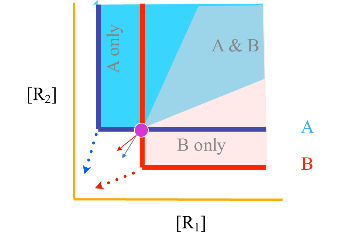 A only
A & B
[R₂]
A
B only
B
[R₁]